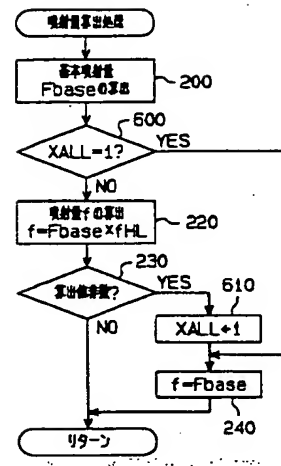 噴射量算出処理
基本噴射量
Fbaseの算出
200
600
XALL=1?
YES
NO
噴射量fの算出
f=Fbase×fHL
220
230
算出値非数?
YES
NO
610
XALL←1
f=Fbase
240
リターン